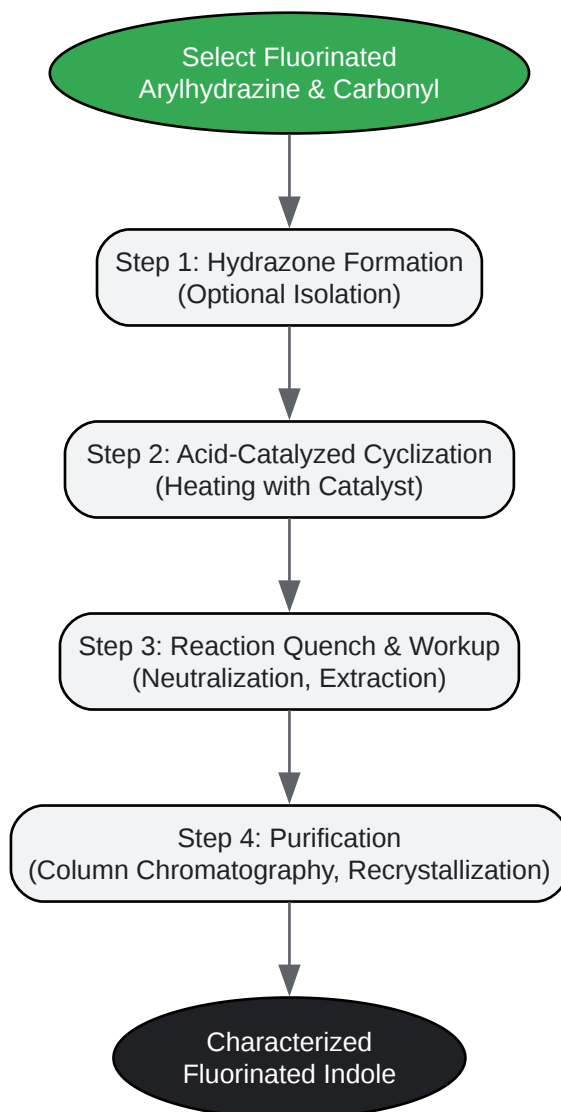 Select Fluorinated
Arylhydrazine & Carbonyl
Step 1: Hydrazone Formation
(Optional Isolation)
Step 2: Acid-Catalyzed Cyclization
(Heating with Catalyst)
Step 3: Reaction Quench & Workup
(Neutralization, Extraction)
Step 4: Purification
(Column Chromatography, Recrystallization)
Characterized
Fluorinated Indole